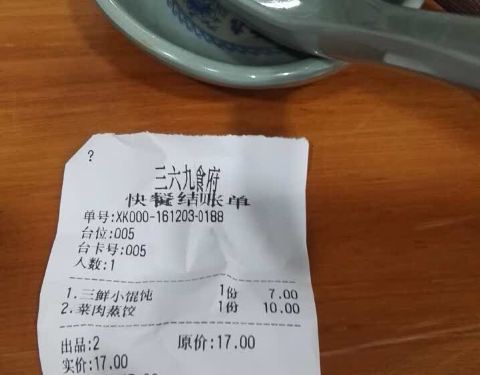 ?
三六九食府
快餐结账单
单号:XK000-161203-0188
台位:005
台卡号:005
人数:1
1.三鲜小馄饨 1份 7.00
2.菜肉蒸饺 1份 10.00
出品:2 原价:17.00
实价:17.00